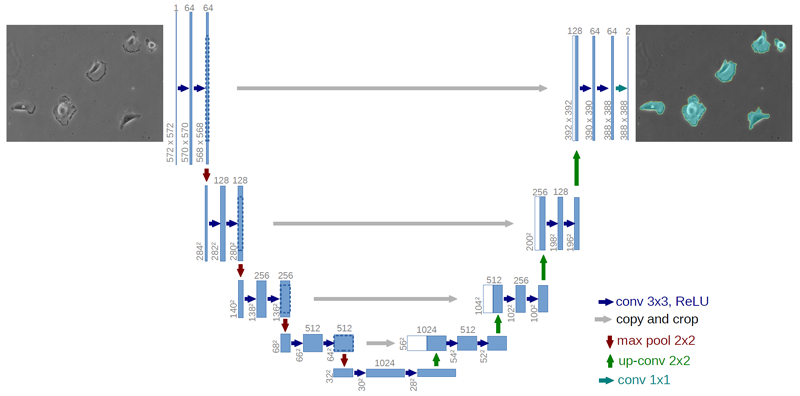 1 64 64
128 64 64 2
572 x 572
570 x 570
568 x 568
392 x 392
390 x 390
388 x 388
388 x 388
128 128
256 128
284²
282²
280²
200²
198²
196²
256 256
512 256
140²
138²
136²
104²
102²
100²
512 512
1024 512
68²
66²
64²
56²
54²
52²
1024
32²
30²
28²
conv 3x3, ReLU
copy and crop
max pool 2x2
up-conv 2x2
conv 1x1